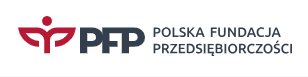 PFP
POLSKA FUNDACJA
PRZEDSIĘBIORCZOŚCI